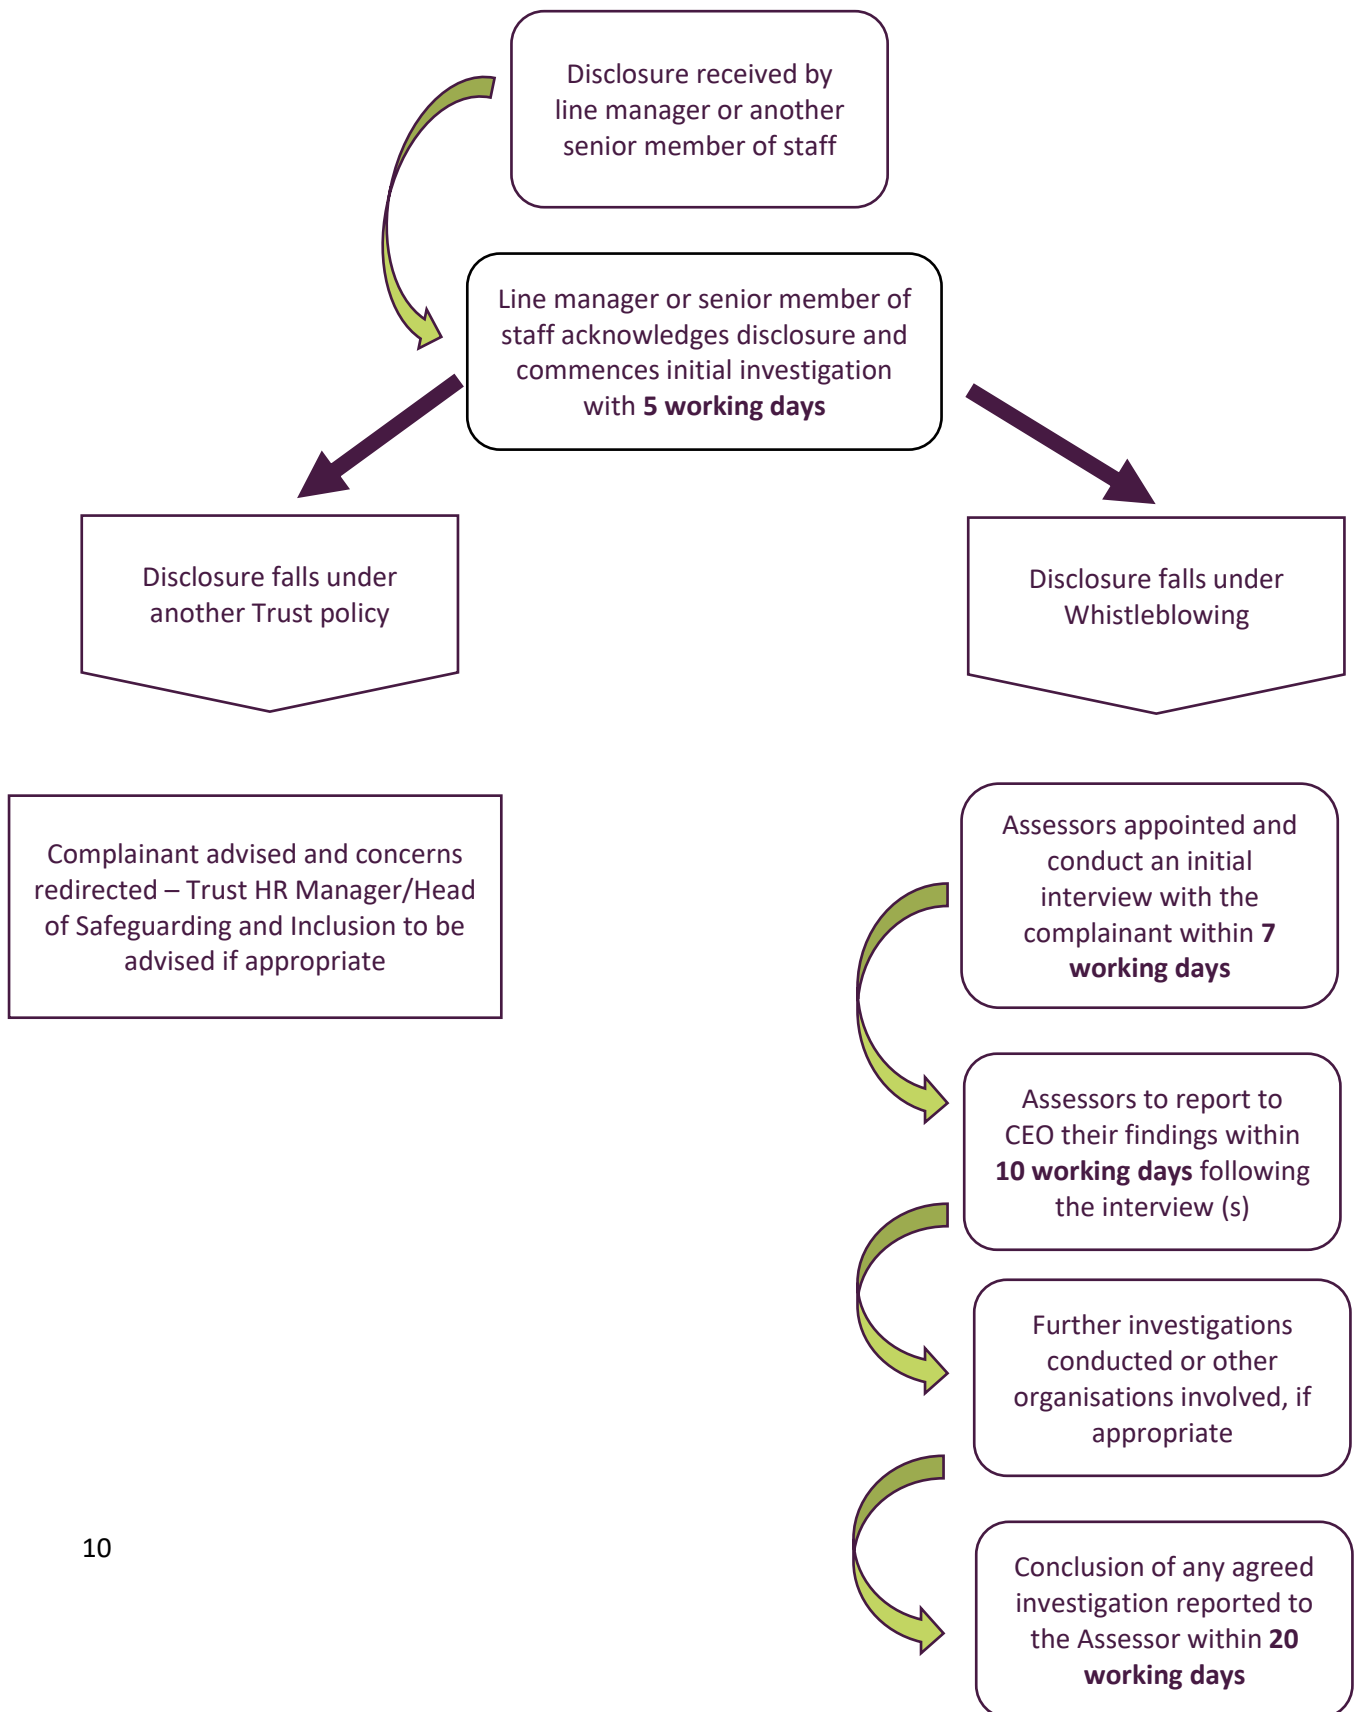 Disclosure received by
line manager or another
senior member of staff
Line manager or senior member of
staff acknowledges disclosure and
commences initial investigation
with 5 working days
Disclosure falls under
another Trust policy
Disclosure falls under
Whistleblowing
Complainant advised and concerns
redirected – Trust HR Manager/Head
of Safeguarding and Inclusion to be
advised if appropriate
Assessors appointed and
conduct an initial
interview with the
complainant within 7
working days
Assessors to report to
CEO their findings within
10 working days following
the interview (s)
Further investigations
conducted or other
organisations involved, if
appropriate
Conclusion of any agreed
investigation reported to
the Assessor within 20
working days
10